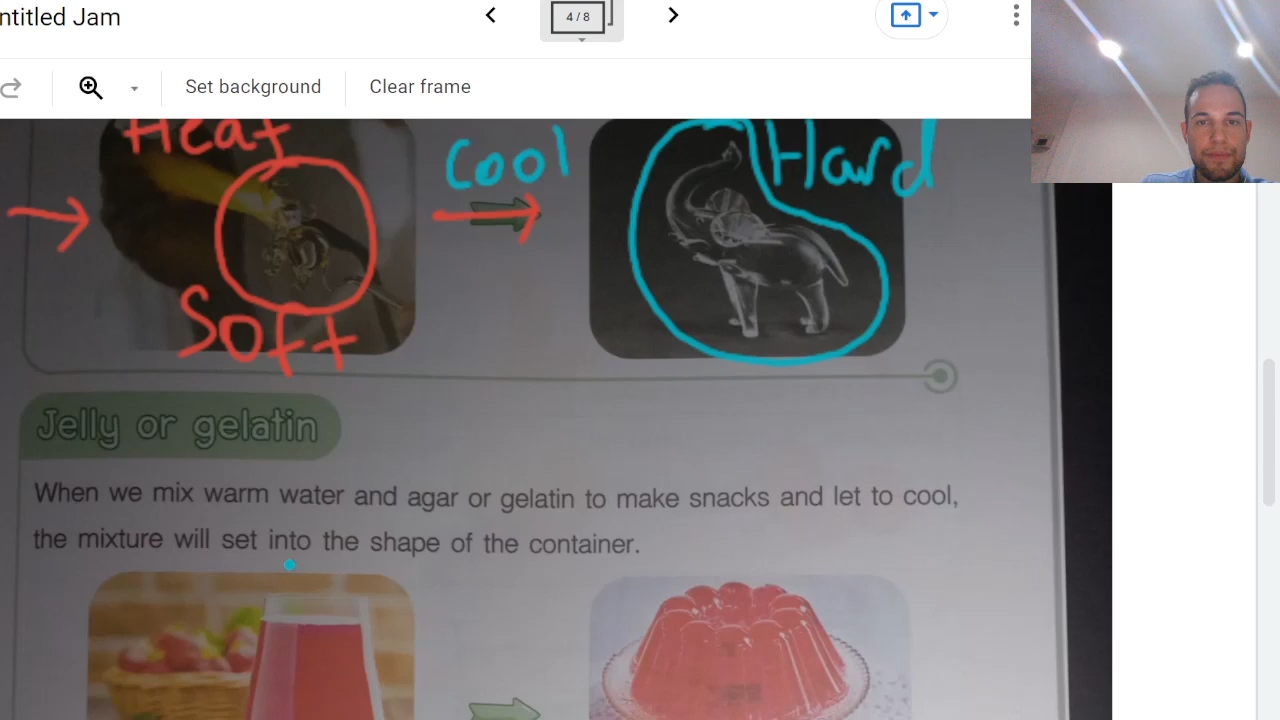 ntitled Jam
4 / 8
Set background
Clear frame
Heat
Cool
Hard
Soft
Jelly or gelatin
When we mix warm water and agar or gelatin to make snacks and let to cool,
the mixture will set into the shape of the container.